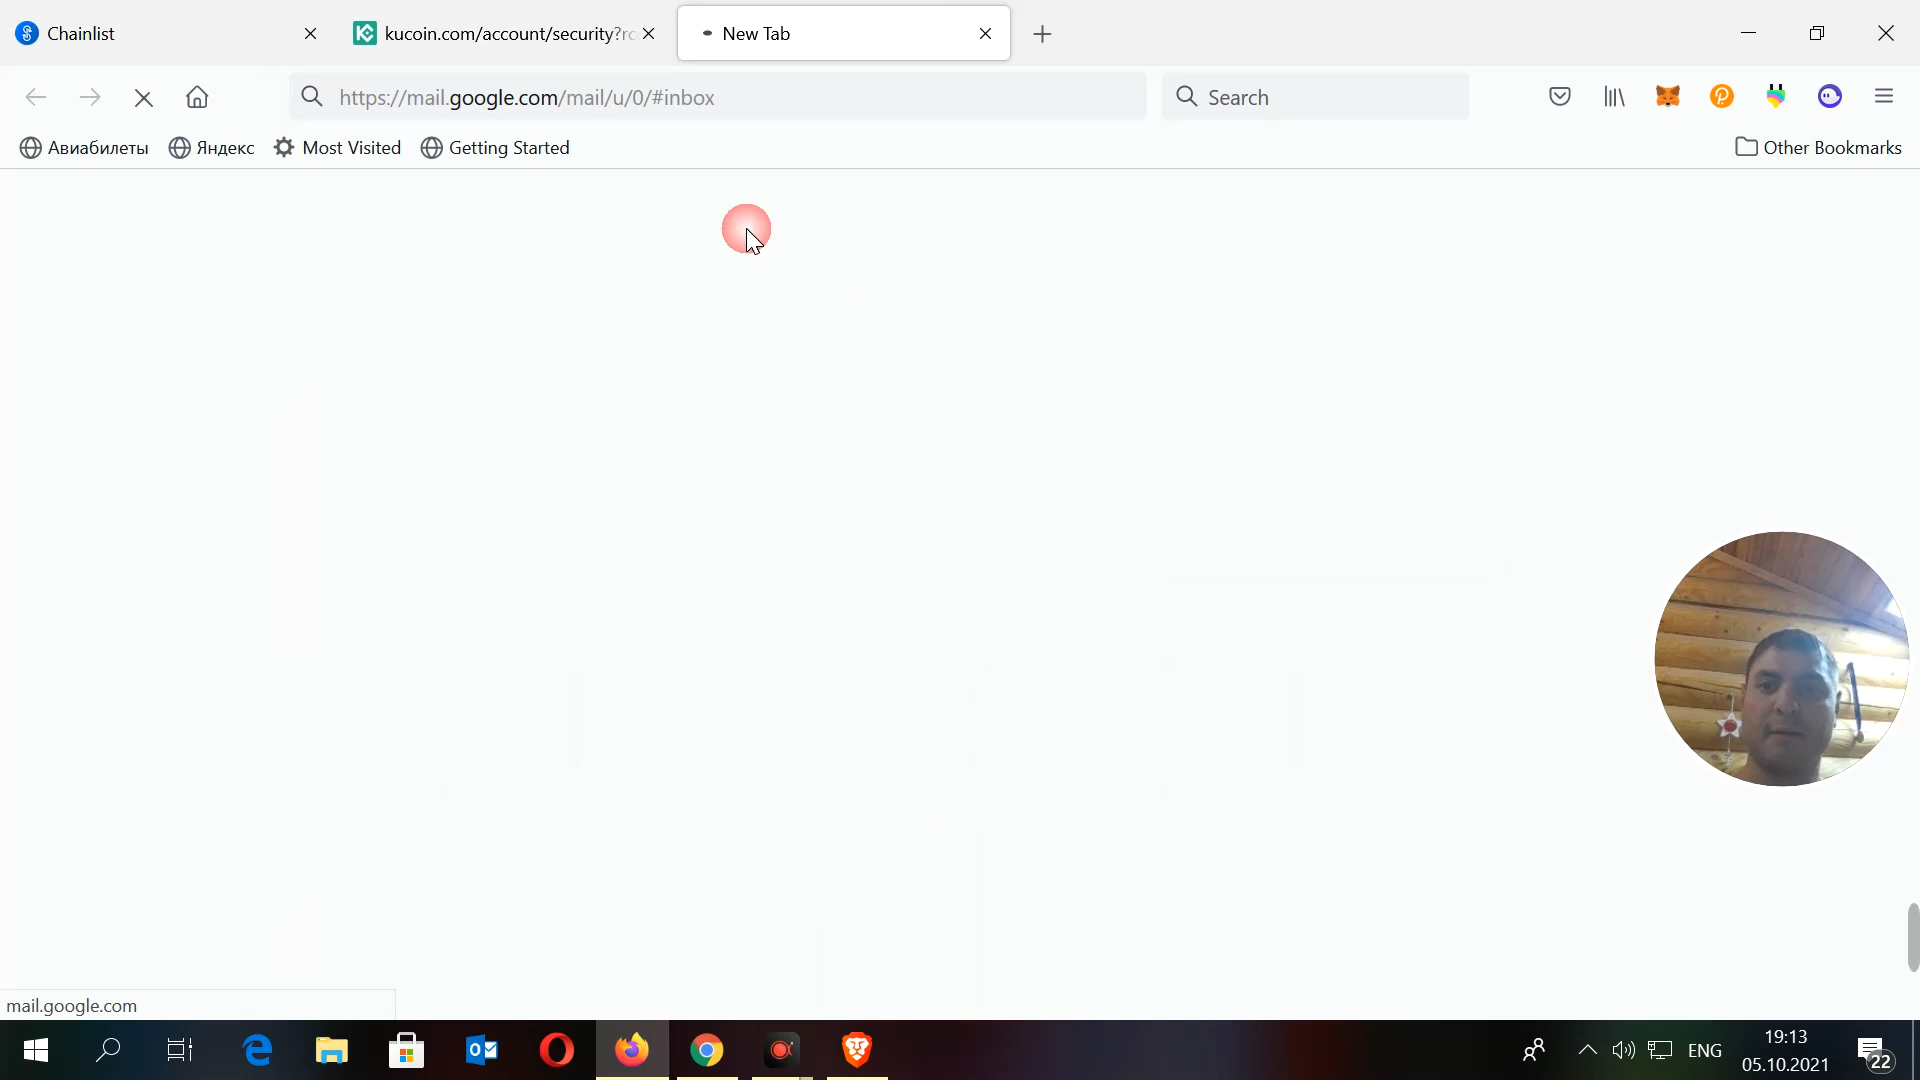 Chainlist
kucoin.com/account/security?rc
New Tab
https://mail.google.com/mail/u/0/#inbox
Search
Авиабилеты
Яндекс
Most Visited
Getting Started
Other Bookmarks
mail.google.com
ENG
19:13
05.10.2021
22